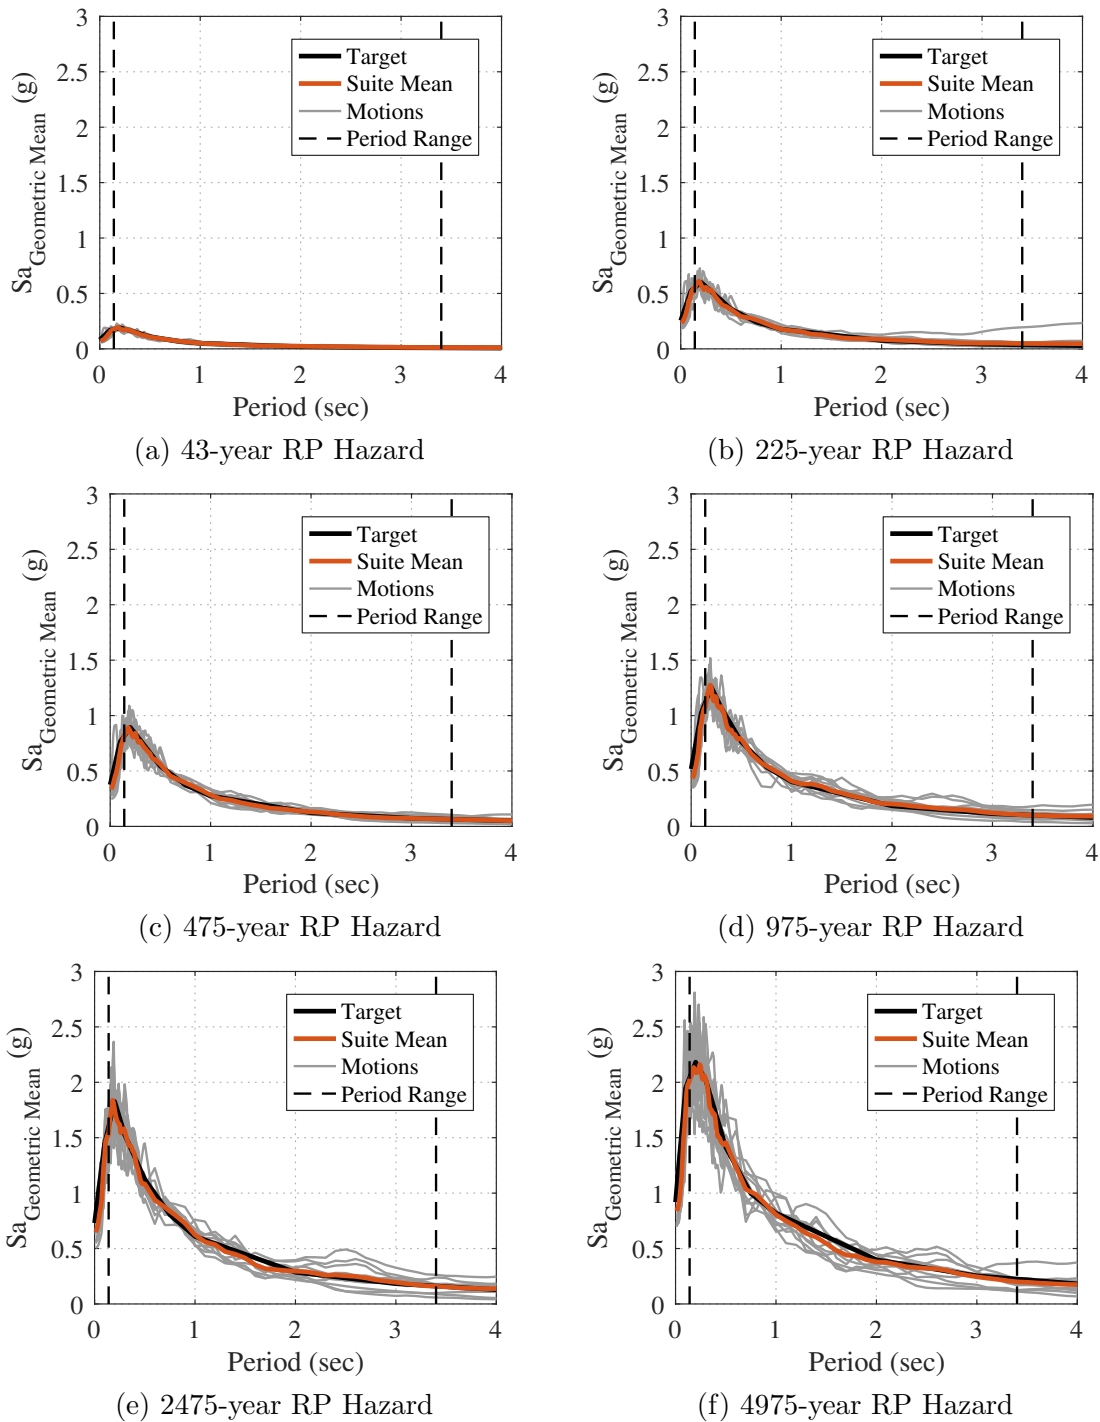 3
2.5
2
1.5
1
0.5
0
0 1 2 3 4
Sa_Geometric Mean (g)
Period (sec)
Target
Suite Mean
Motions
Period Range
(a) 43-year RP Hazard
3
2.5
2
1.5
1
0.5
0
0 1 2 3 4
Sa_Geometric Mean (g)
Period (sec)
Target
Suite Mean
Motions
Period Range
(b) 225-year RP Hazard
3
2.5
2
1.5
1
0.5
0
0 1 2 3 4
Sa_Geometric Mean (g)
Period (sec)
Target
Suite Mean
Motions
Period Range
(c) 475-year RP Hazard
3
2.5
2
1.5
1
0.5
0
0 1 2 3 4
Sa_Geometric Mean (g)
Period (sec)
Target
Suite Mean
Motions
Period Range
(d) 975-year RP Hazard
3
2.5
2
1.5
1
0.5
0
0 1 2 3 4
Sa_Geometric Mean (g)
Period (sec)
Target
Suite Mean
Motions
Period Range
(e) 2475-year RP Hazard
3
2.5
2
1.5
1
0.5
0
0 1 2 3 4
Sa_Geometric Mean (g)
Period (sec)
Target
Suite Mean
Motions
Period Range
(f) 4975-year RP Hazard